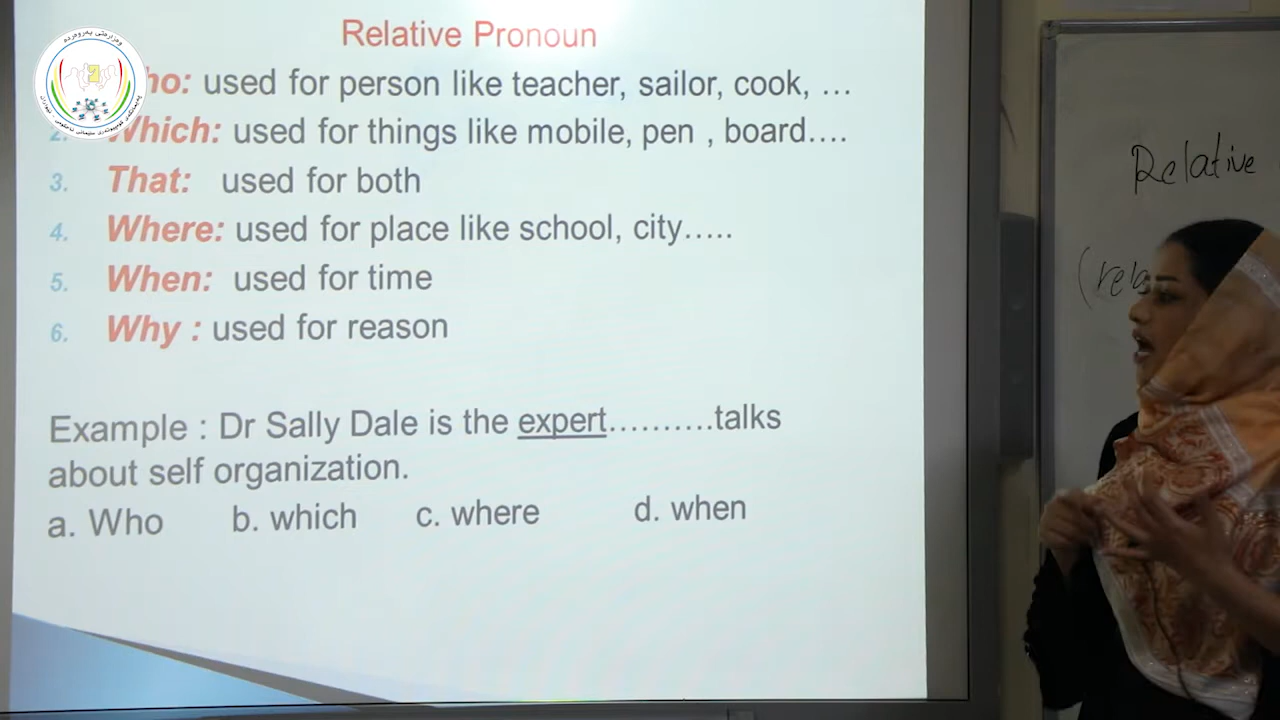 Relative Pronoun
ho: used for person like teacher, sailor, cook, …
2. Which: used for things like mobile, pen , board….
3. That: used for both
4. Where: used for place like school, city…..
5. When: used for time
6. Why : used for reason
Example : Dr Sally Dale is the expert……….talks
about self organization.
a. Who b. which c. where d. when
Relative
(rela